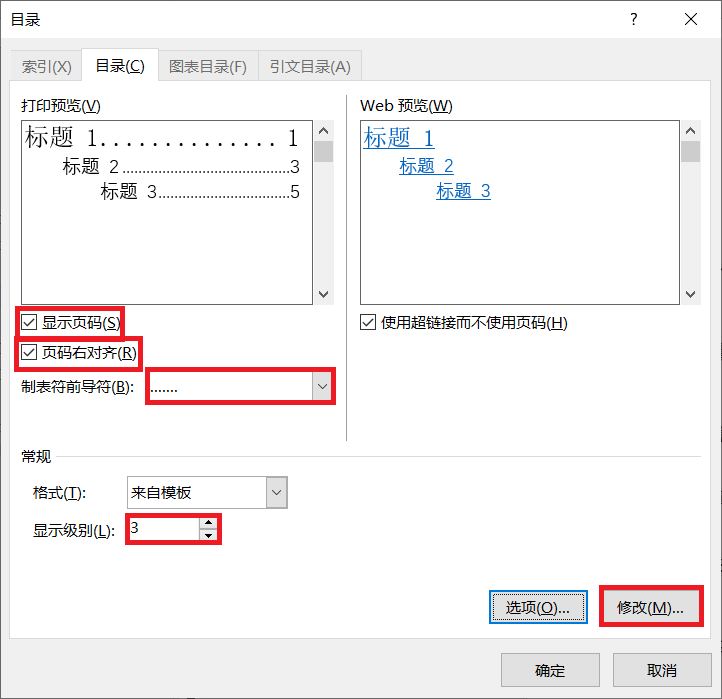 目录 ?
索引(X) 目录(C) 图表目录(F) 引文目录(A)
打印预览(V) Web 预览(W)
标题 1.............. 1 标题 1
标题 2.....................................3 标题 2
标题 3.............................5 标题 3
显示页码(S) 使用超链接而不使用页码(H)
页码右对齐(R)
制表符前导符(B): .......
常规
格式(T): 来自模板
显示级别(L): 3
选项(O)... 修改(M)...
确定 取消